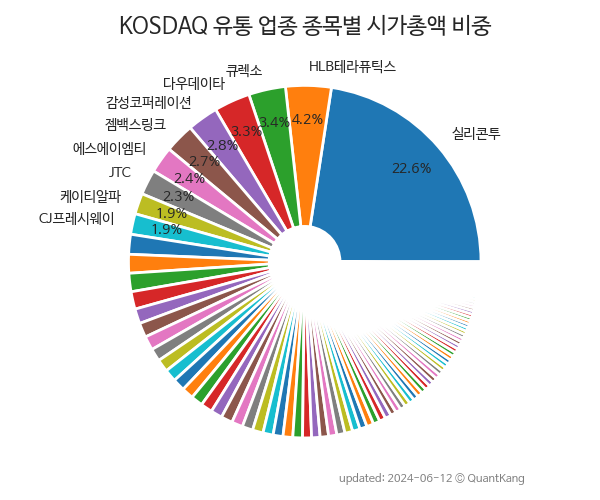 KOSDAQ 유통 업종 종목별 시가총액 비중
실리콘투
22.6%
HLB테라퓨틱스
4.2%
큐렉소
3.4%
다우데이타
3.3%
감성코퍼레이션
2.8%
젬백스링크
2.7%
에스에이엠티
2.4%
JTC
2.3%
케이티알파
1.9%
CJ프레시웨이
1.9%
updated: 2024-06-12 © QuantKang